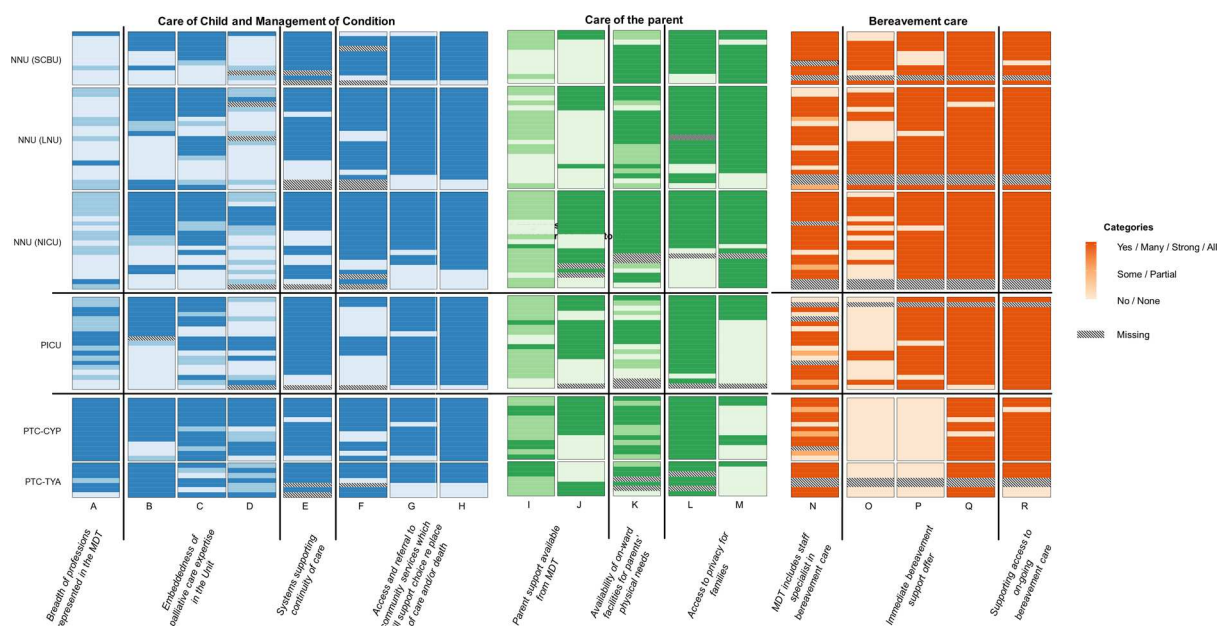 Care of Child and Management of Condition
Care of the parent
Bereavement care
NNU (SCBU)
NNU (LNU)
NNU (NICU)
PICU
PTC-CYP
PTC-TYA
s
to
Categories
Yes / Many / Strong / All
Some / Partial
No / None
Missing
A B C D E F G H I J K L M N O P Q R
Breadth of professions
represented in the MDT
Embeddedness of
palliative care expertise
in the Unit
Systems supporting
continuity of care
Access and referral to
community services which
ill support choice re place
of care and/or death
Parent support available
from MDT
Availability of on-ward
facilities for parents'
physical needs
Access to privacy for
families
MDT includes staff
specialist in
bereavement care
Immediate bereavement
support offer
Supporting access to
on-going
bereavement care